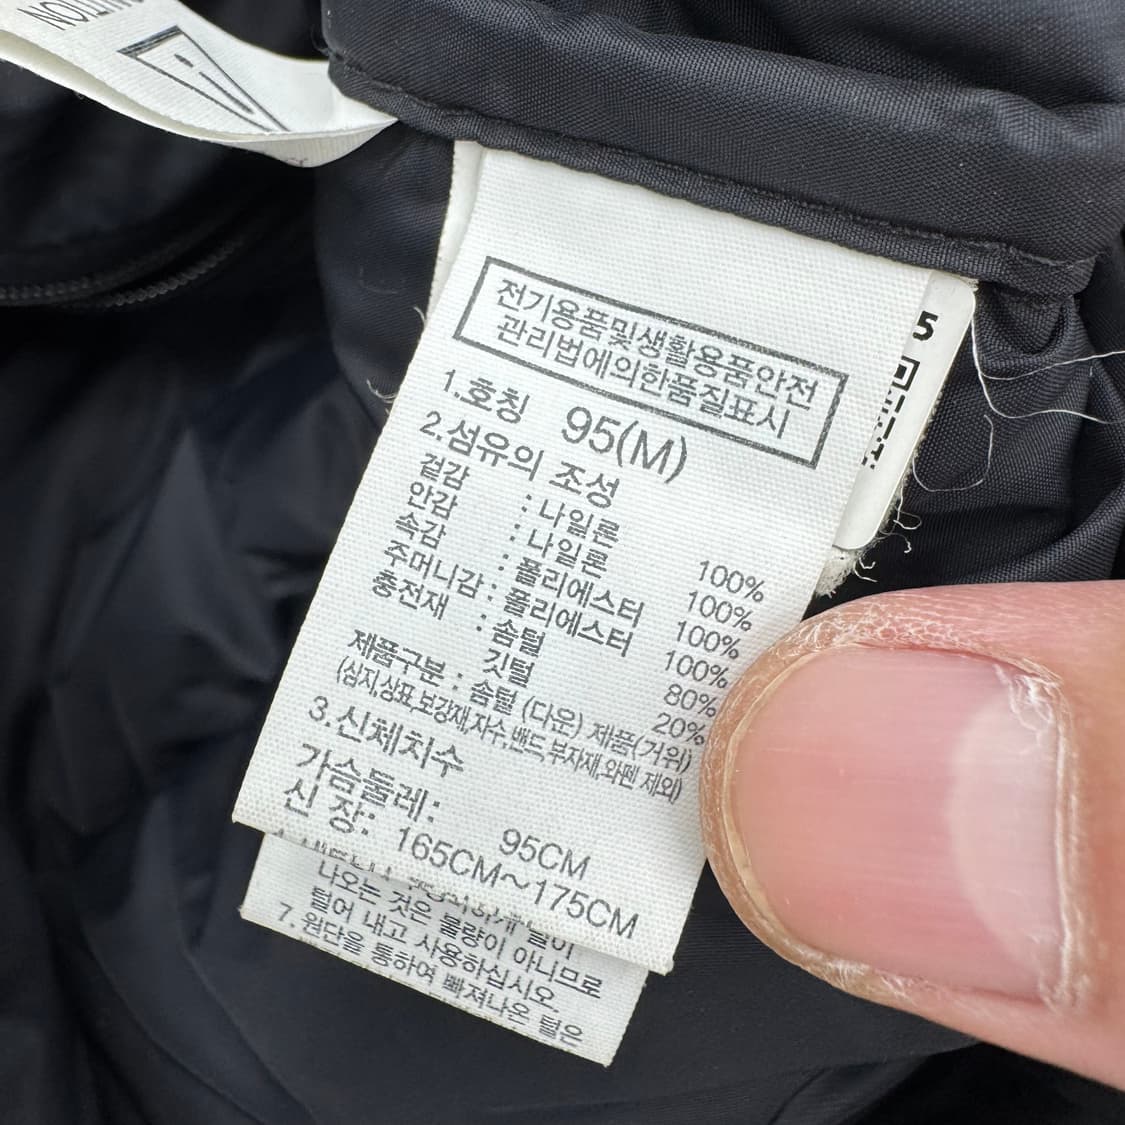 CAUTION
전기용품및생활용품안전
관리법에의한품질표시
1.호칭 95(M)
2.섬유의 조성
겉감 : 나일론 100%
안감 : 나일론 100%
속감 : 폴리에스터 100%
주머니감 : 폴리에스터 100%
충전재 : 솜털 80%
깃털 20%
제품구분 : 솜털 (다운) 제품(거위)
(심지,상표,보강재,자수,밴드,부자재,와펜 제외)
3.신체치수
가슴둘레: 95CM
신 장: 165CM~175CM
나오는 것은 불량이 아니므로
털어 내고 사용하십시오.
7.원단을 통하여 빠져나온 털은
5